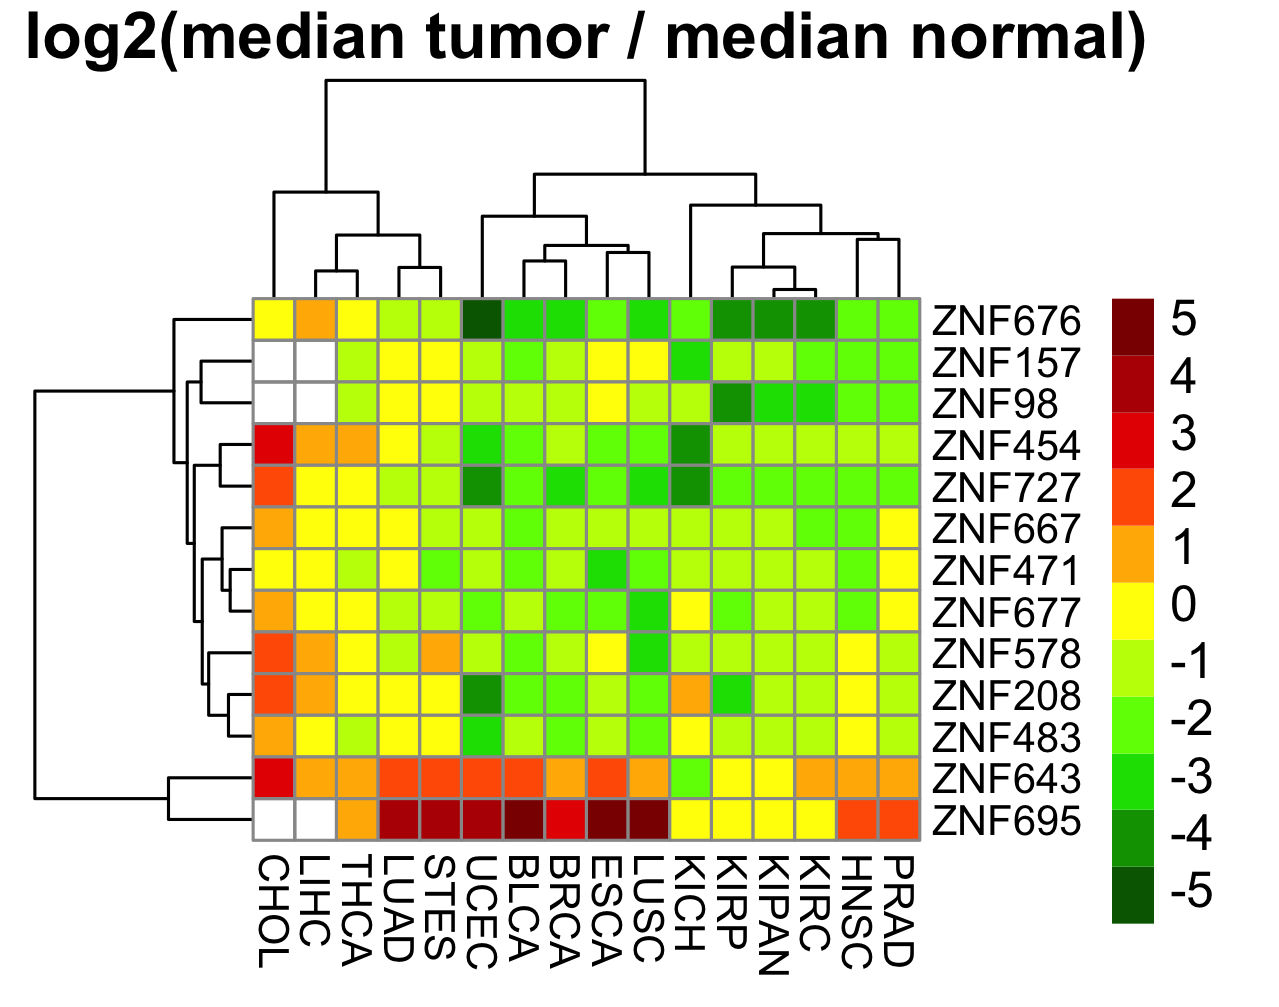 log2(median tumor / median normal)
ZNF676
ZNF157
ZNF98
ZNF454
ZNF727
ZNF667
ZNF471
ZNF677
ZNF578
ZNF208
ZNF483
ZNF643
ZNF695
5
4
3
2
1
0
-1
-2
-3
-4
-5
CHOL
LIHC
THCA
LUAD
STES
UCEC
BLCA
BRCA
ESCA
LUSC
KICH
KIRP
KIPAN
KIRC
HNSC
PRAD